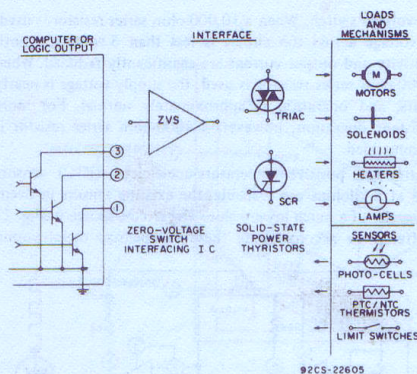 COMPUTER OR
LOGIC OUTPUT
INTERFACE
LOADS
AND
MECHANISMS
M
MOTORS
ZVS
TRIAC
SOLENOIDS
3
2
HEATERS
1
SCR
LAMPS
ZERO-VOLTAGE
SWITCH
INTERFACING I C
SOLID-STATE
POWER
THYRISTORS
SENSORS
PHOTO-CELLS
PTC/NTC
THERMISTORS
LIMIT SWITCHES
92CS-22605